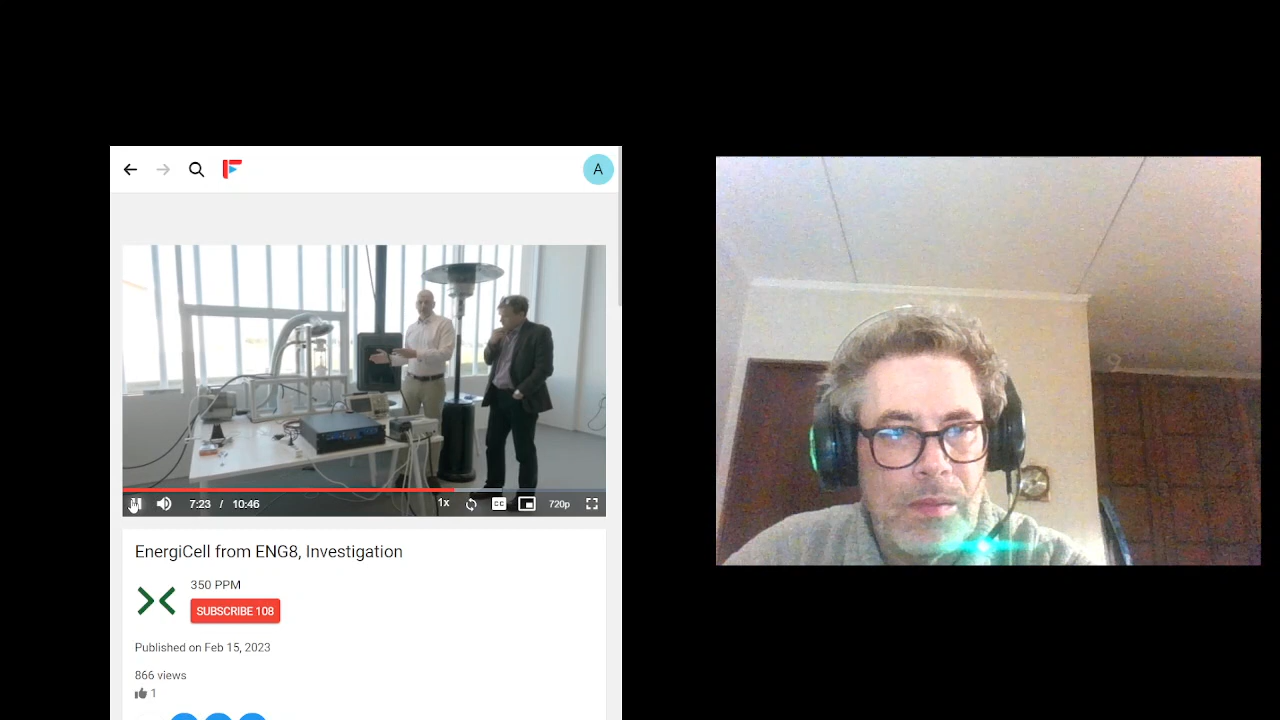 A
7:23 / 10:46
1x
CC
720p
EnergiCell from ENG8, Investigation
350 PPM
SUBSCRIBE 108
Published on Feb 15, 2023
866 views
1